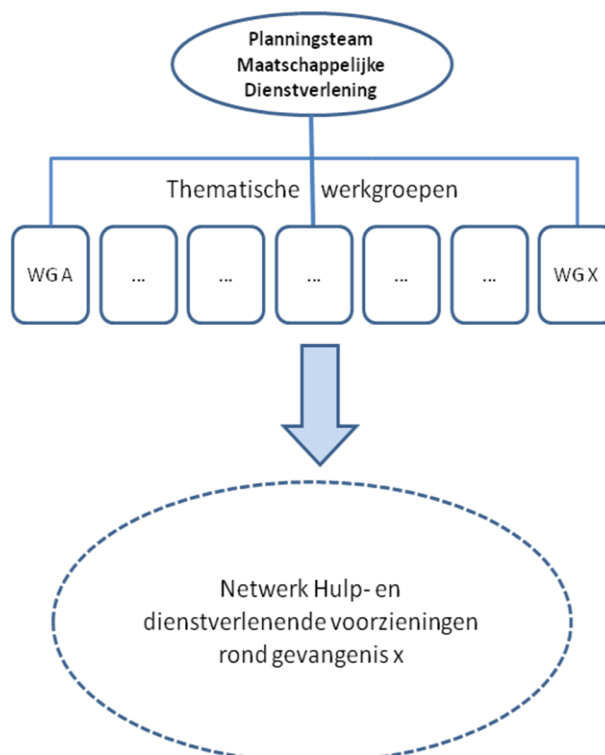 Planningsteam
Maatschappelijke
Dienstverlening
Thematische werkgroepen
WG A
...
...
...
...
...
WG X
Netwerk Hulp- en
dienstverlenende voorzieningen
rond gevangenis x